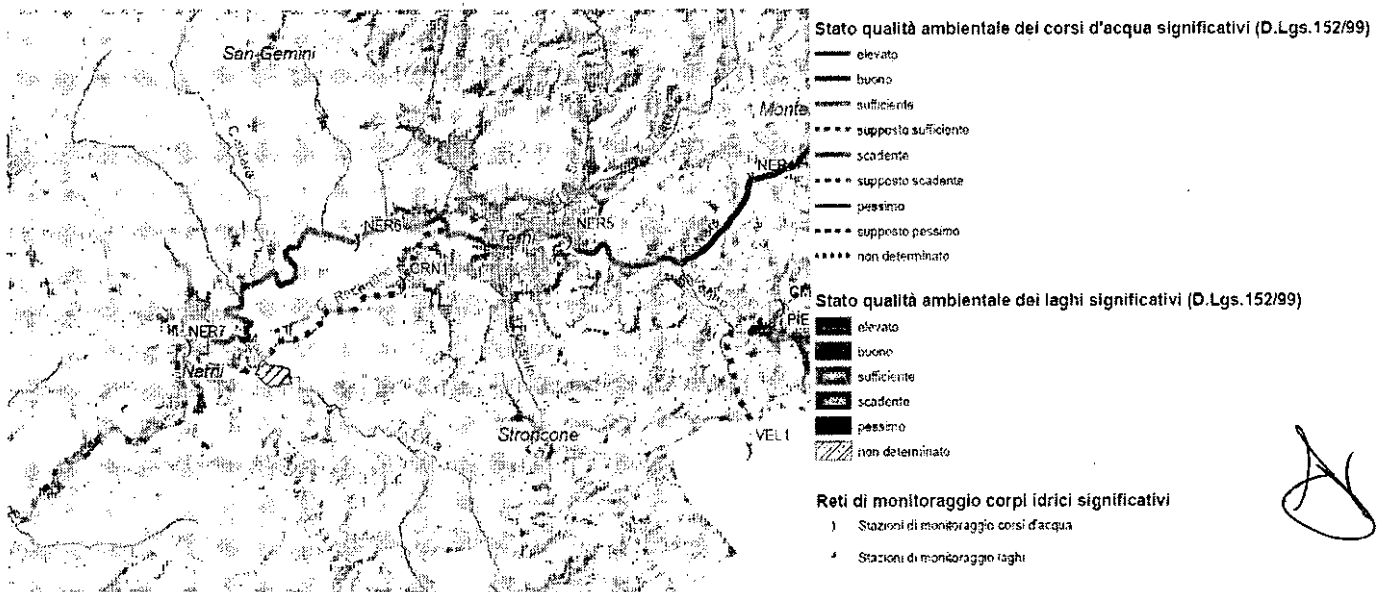 Stato qualità ambientale dei corsi d'acqua significativi (D.Lgs.152/99)
elevato
buono
sufficiente
supposto sufficiente
scadente
supposto scadente
pessimo
supposto pessimo
non determinato
Stato qualità ambientale dei laghi significativi (D.Lgs.152/99)
elevato
buono
sufficiente
scadente
pessimo
non determinato
Reti di monitoraggio corpi idrici significativi
Stazioni di monitoraggio corsi d'acqua
Stazioni di monitoraggio laghi
San Gemini
Caldaro
Monte
NER6
Terni
NER5
CRN1
NER7
Narni
PIE
Stroncone
VEL1